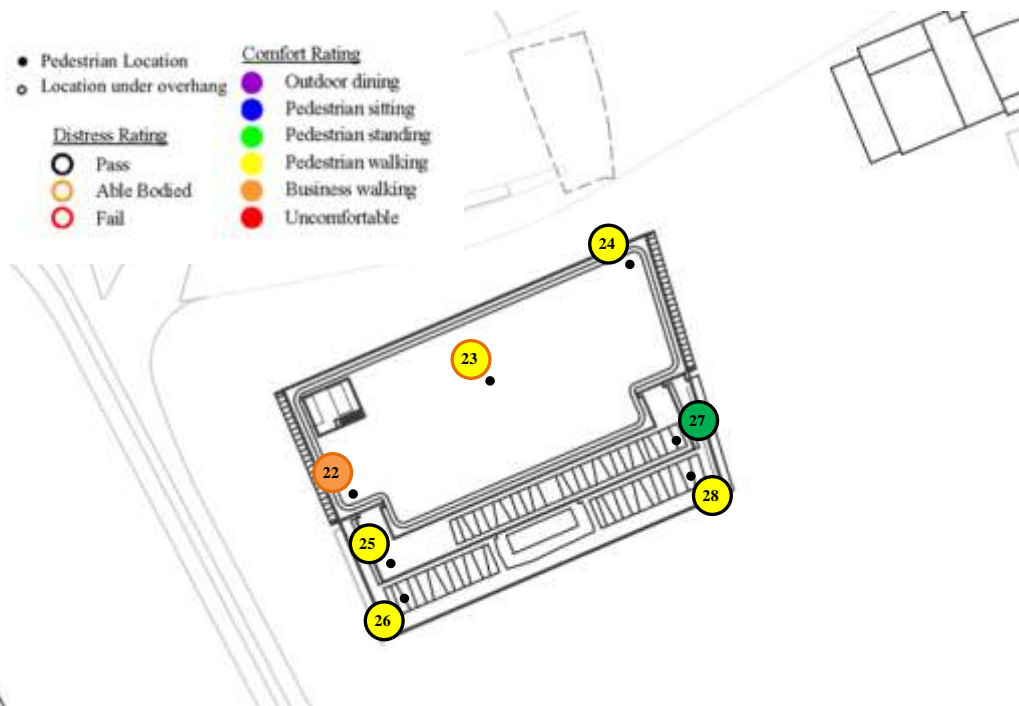 Pedestrian Location
Location under overhang
Distress Rating
Pass
Able Bodied
Fail
Comfort Rating
Outdoor dining
Pedestrian sitting
Pedestrian standing
Pedestrian walking
Business walking
Uncomfortable
24
23
27
22
28
25
26